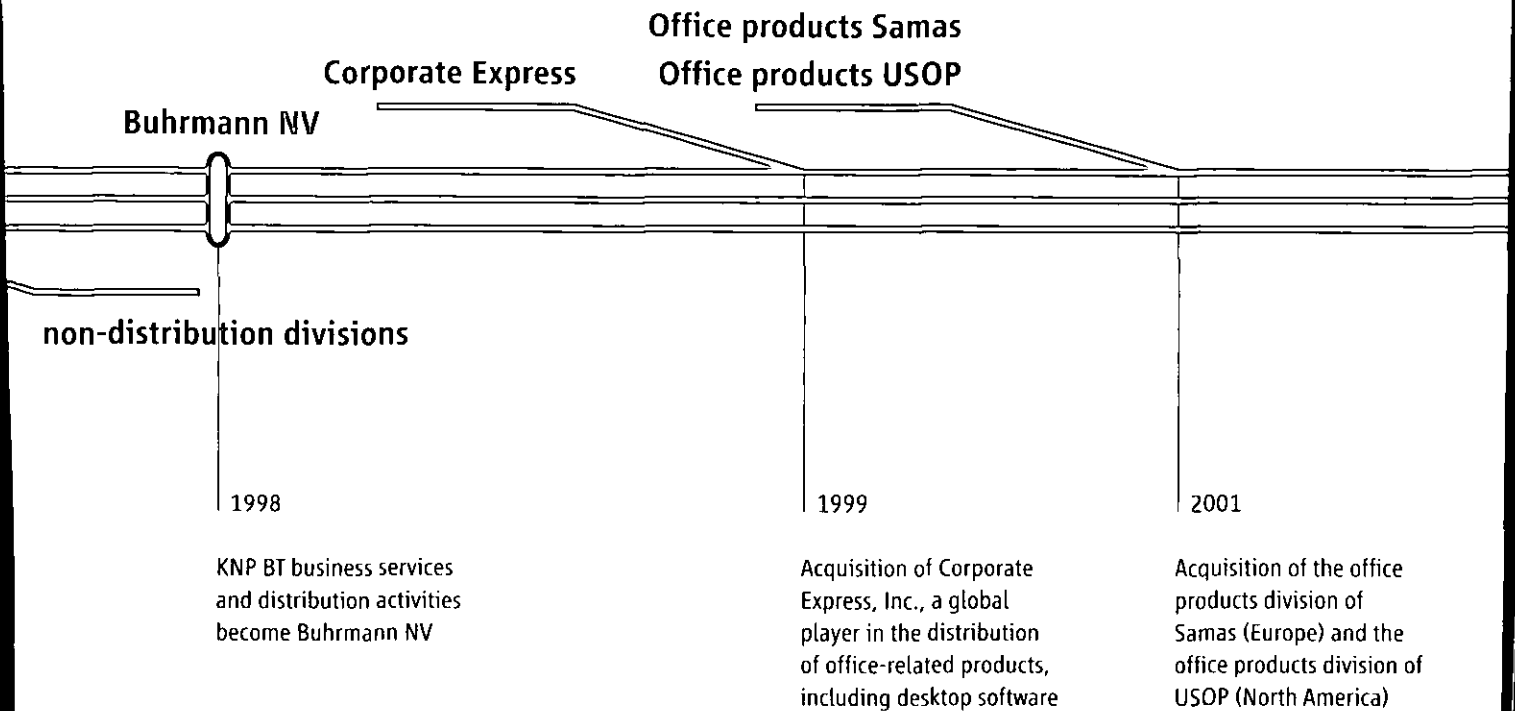 Office products Samas
Corporate Express
Office products USOP
Buhrmann NV
non-distribution divisions
1998
KNP BT business services
and distribution activities
become Buhrmann NV
1999
Acquisition of Corporate
Express, Inc., a global
player in the distribution
of office-related products,
including desktop software
2001
Acquisition of the office
products division of
Samas (Europe) and the
office products division of
USOP (North America)